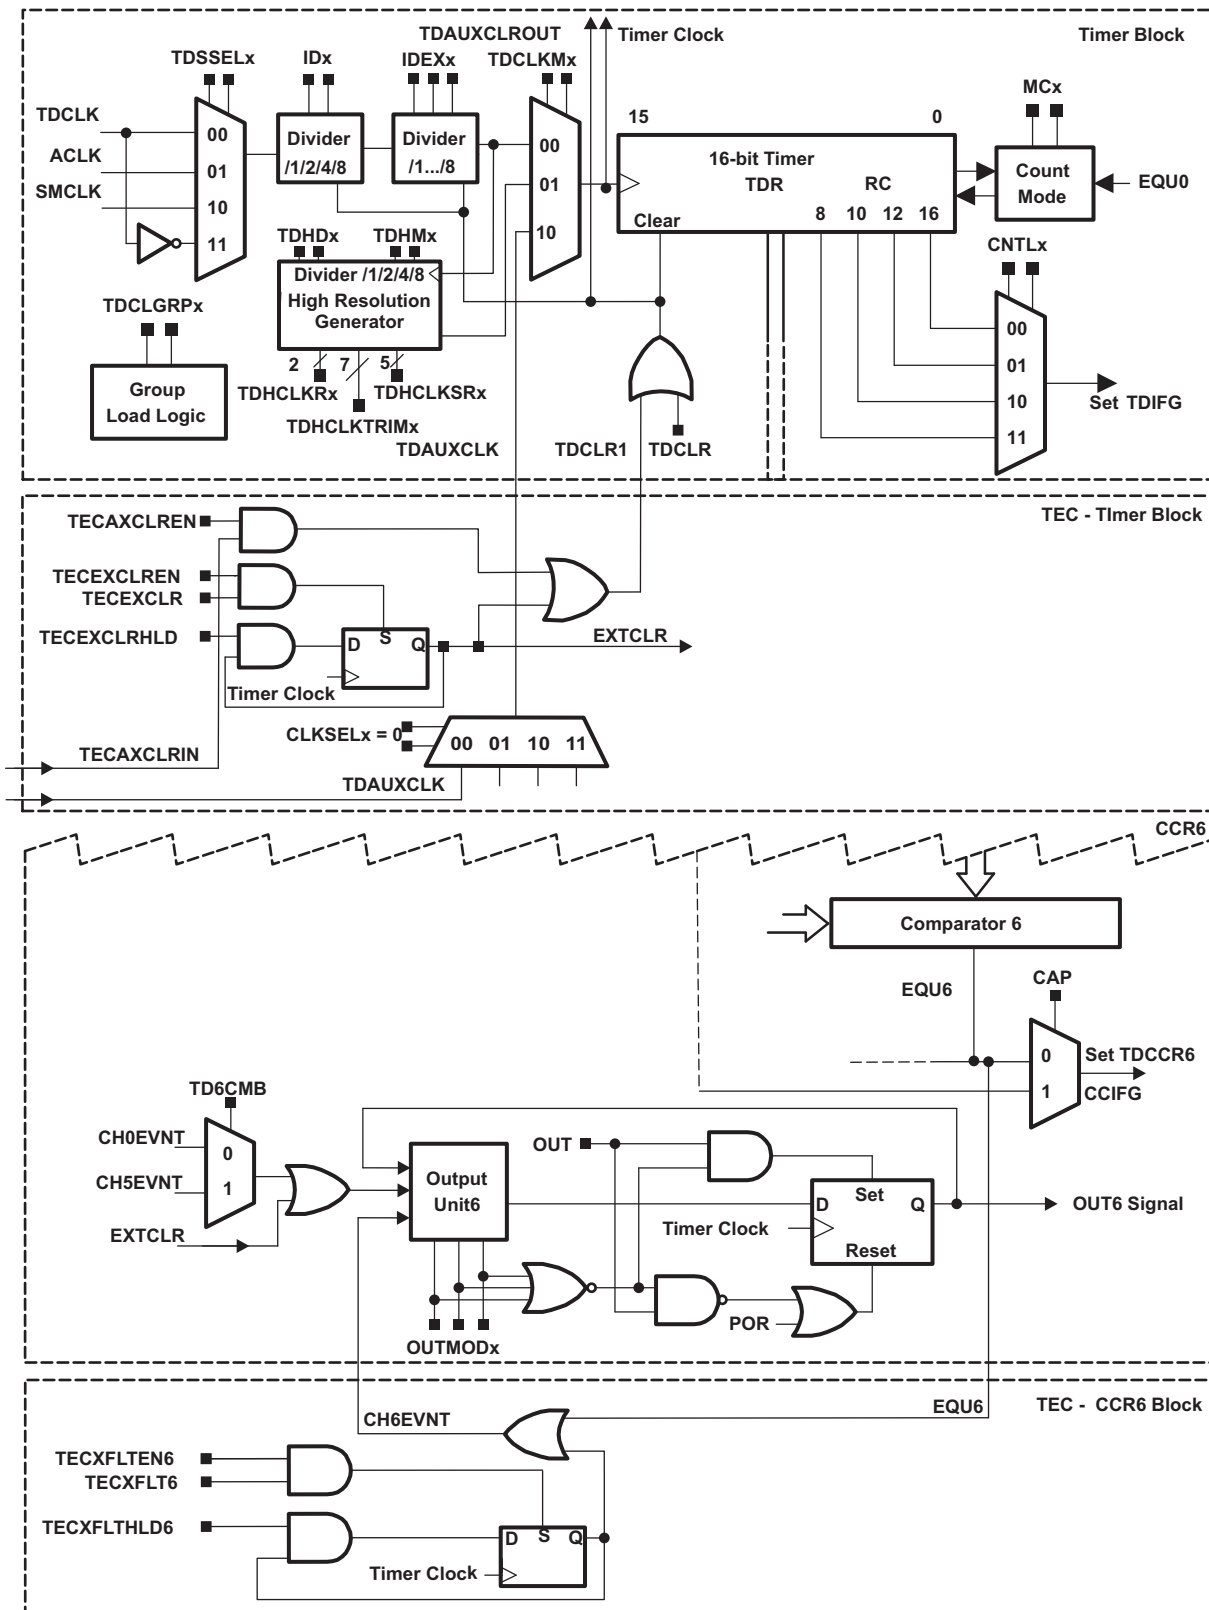 TDAUXCLROUT
Timer Clock
Timer Block
TDSSELx
IDx
IDEXx
TDCLKMx
MCx
TDCLK
ACLK
SMCLK
00
01
10
11
Divider
/1/2/4/8
Divider
/1.../8
00
01
10
15
0
16-bit Timer
TDR
RC
Clear
8
10
12
16
Count
Mode
EQU0
TDHDx
TDHMx
Divider /1/2/4/8
High Resolution
Generator
2
7
5
TDHCLKRx
TDHCLKSRx
TDHCLKTRIMx
TDCLGRPx
Group
Load Logic
CNTLx
00
01
10
11
Set TDIFG
TDAUXCLK
TDCLR1
TDCLR
TEC - TImer Block
TECAXCLREN
TECEXCLREN
TECEXCLR
TECEXCLRHLD
D
S
Q
EXTCLR
Timer Clock
CLKSELx = 0
00
01
10
11
TECAXCLRIN
TDAUXCLK
CCR6
Comparator 6
EQU6
CAP
0
1
Set TDCCR6
CCIFG
TD6CMB
CH0EVNT
CH5EVNT
0
1
EXTCLR
Output
Unit6
OUT
D
Set
Q
Timer Clock
Reset
OUT6 Signal
POR
OUTMODx
TEC - CCR6 Block
CH6EVNT
EQU6
TECXFLTEN6
TECXFLT6
TECXFLTHLD6
D
S
Q
Timer Clock